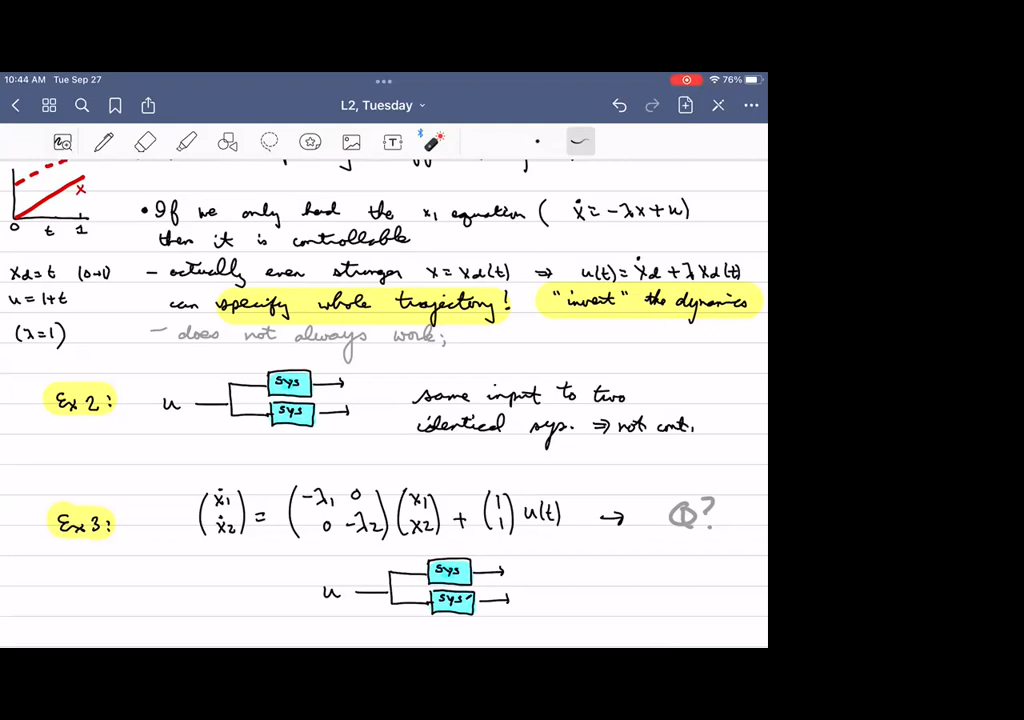 10:44 AM Tue Sep 27
76%
L2, Tuesday
x
0 t 1
• If we only had the x₁ equation ( ẋ = -λx + u )
then it is controllable
xd = t (0→1)
- actually even stronger x = xd(t) ⇒ u(t) = ẋd + λxd(t)
u = 1+t
can specify whole trajectory! "invert" the dynamics
(λ=1)
- does not always work;
Ex 2: u sys
sys
same input to two
identical sys. ⇒ not cont.
Ex 3: (ẋ1 ẋ2) = (-λ1 0 0 -λ2) (x1 x2) + (1 1) u(t) → Q?
u sys
sys'